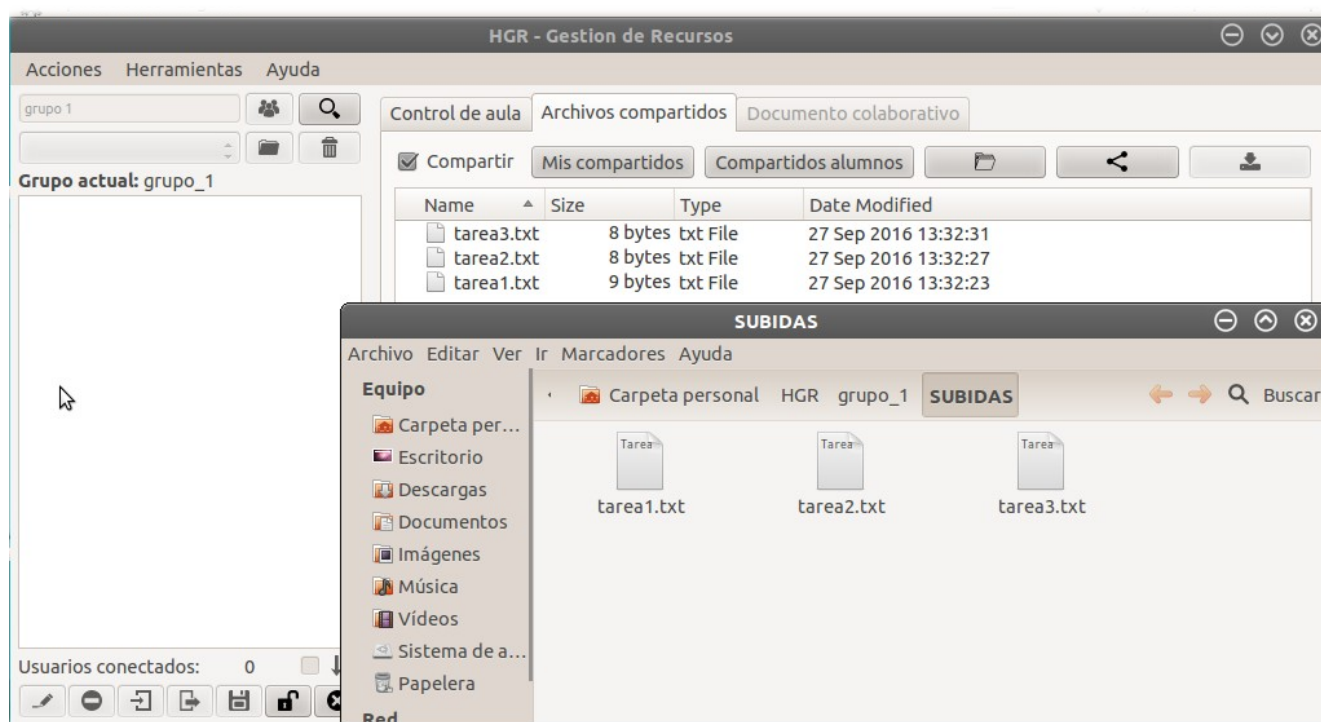 HGR - Gestion de Recursos
Acciones Herramientas Ayuda
grupo 1
Grupo actual: grupo_1
Control de aula Archivos compartidos Documento colaborativo
Compartir Mis compartidos Compartidos alumnos
Name Size Type Date Modified
tarea3.txt 8 bytes txt File 27 Sep 2016 13:32:31
tarea2.txt 8 bytes txt File 27 Sep 2016 13:32:27
tarea1.txt 9 bytes txt File 27 Sep 2016 13:32:23
SUBIDAS
Archivo Editar Ver Ir Marcadores Ayuda
Equipo
Carpeta per...
Escritorio
Descargas
Documentos
Imágenes
Música
Vídeos
Sistema de a...
Papelera
Red
Carpeta personal HGR grupo_1 SUBIDAS Buscar
Tarea Tarea Tarea
tarea1.txt tarea2.txt tarea3.txt
Usuarios conectados: 0